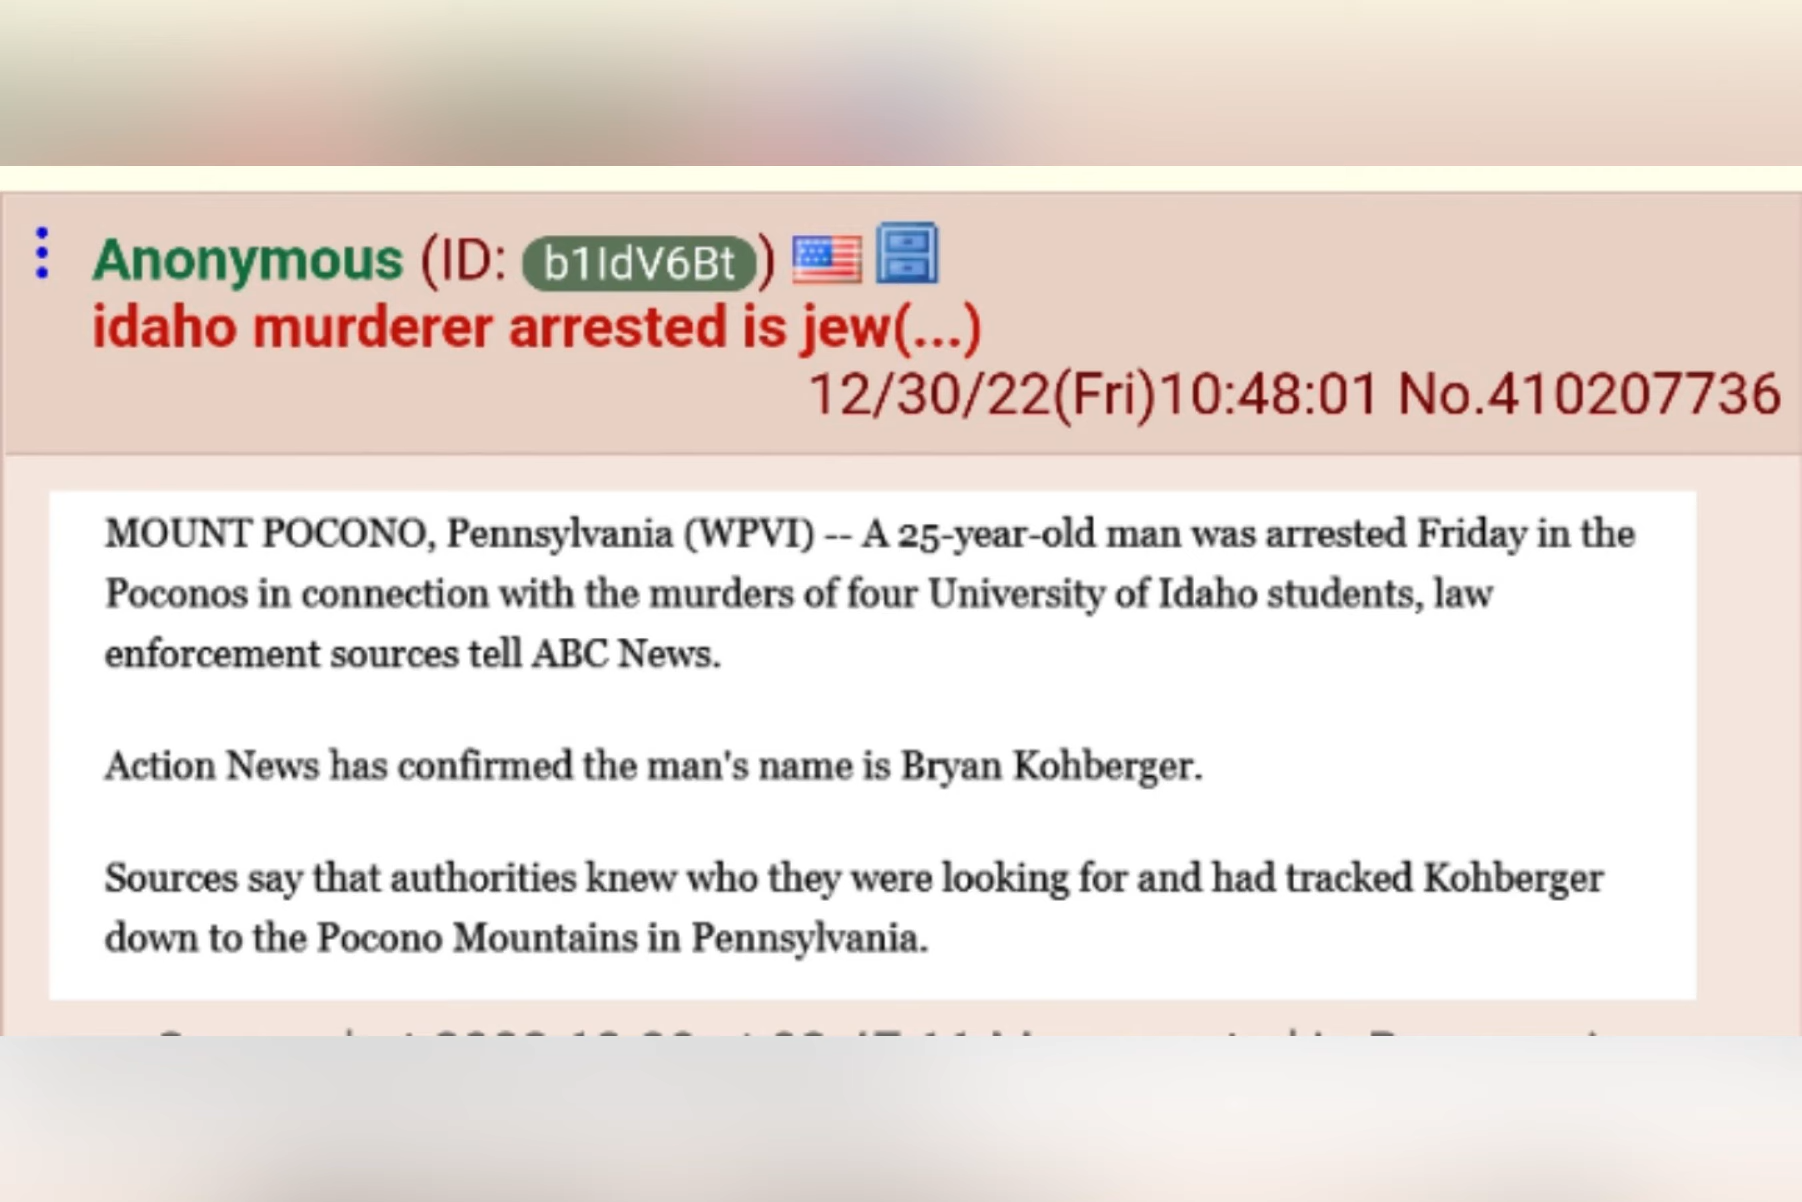 Anonymous (ID: b1IdV6Bt)
idaho murderer arrested is jew(...)
12/30/22(Fri)10:48:01 No.410207736
MOUNT POCONO, Pennsylvania (WPVI) -- A 25-year-old man was arrested Friday in the
Poconos in connection with the murders of four University of Idaho students, law
enforcement sources tell ABC News.
Action News has confirmed the man's name is Bryan Kohberger.
Sources say that authorities knew who they were looking for and had tracked Kohberger
down to the Pocono Mountains in Pennsylvania.